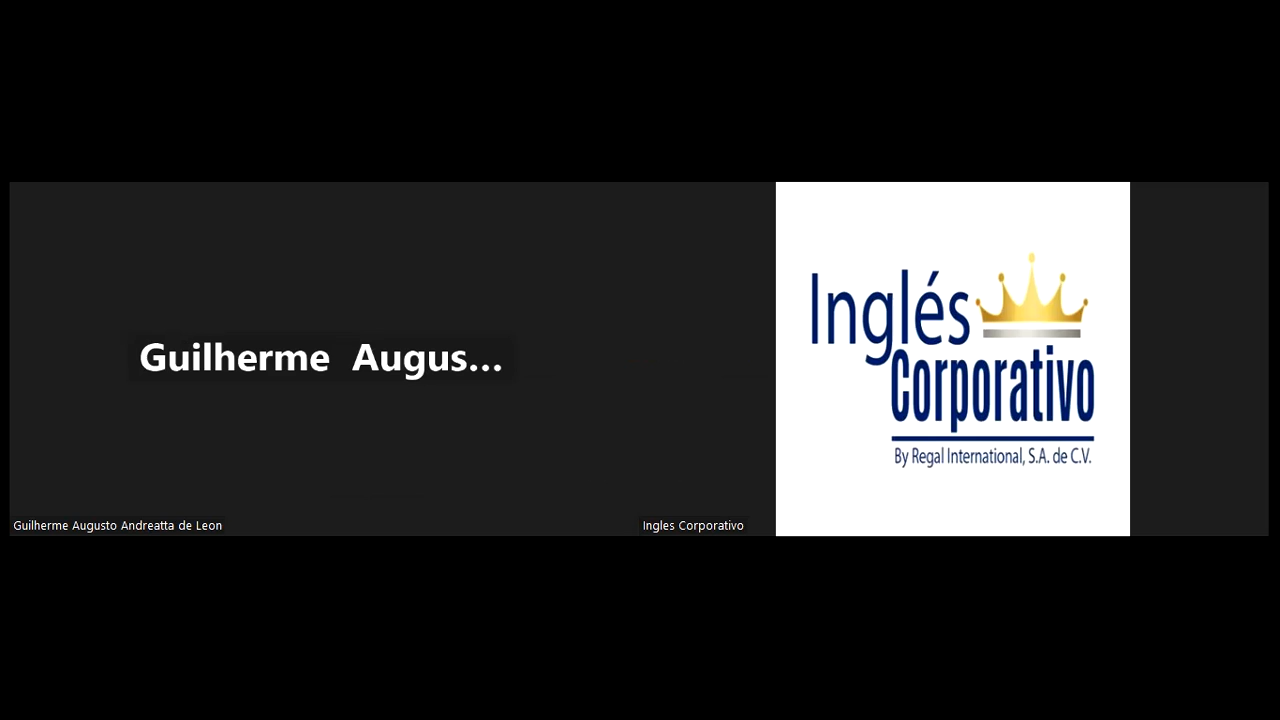 Guilherme  Augus...
Guilherme Augusto Andreatta de Leon
Ingles Corporativo
Inglés
Corporativo
By Regal International, S.A. de C.V.